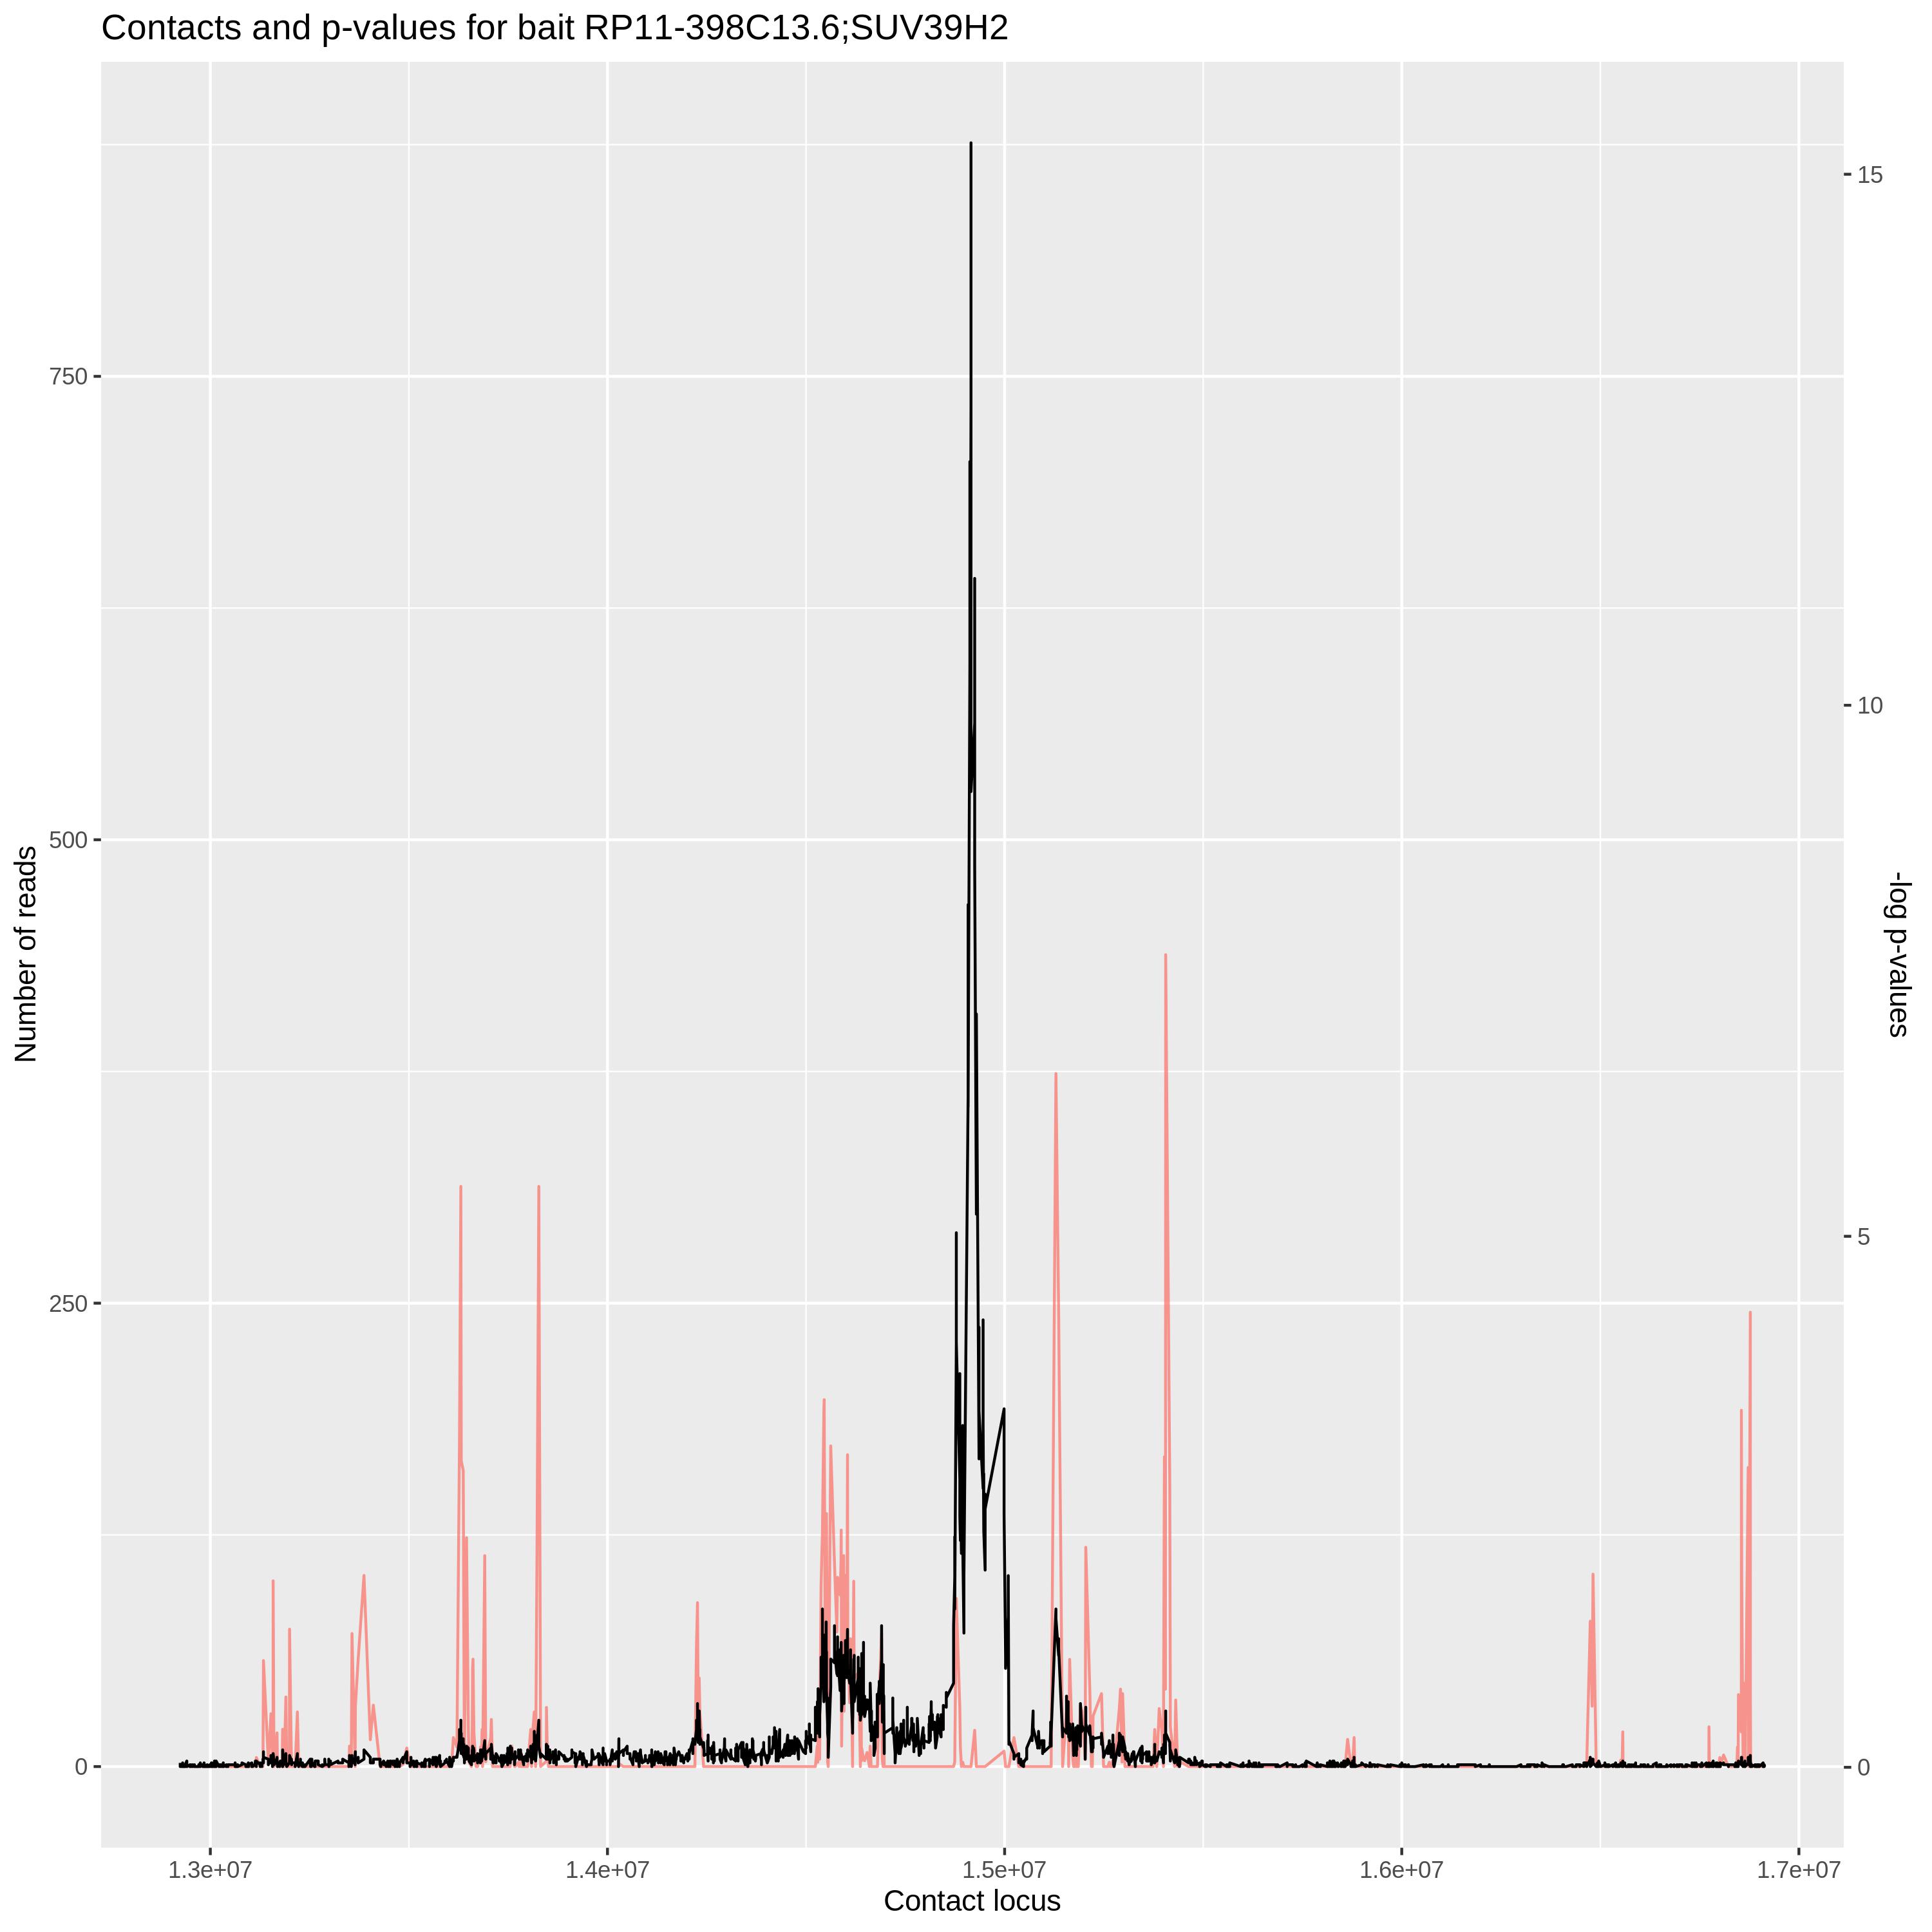 Contacts and p-values for bait RP11-398C13.6;SUV39H2
Number of reads
750
500
250
0
15
10
5
0
-log p-values
1.3e+07
1.4e+07
1.5e+07
1.6e+07
1.7e+07
Contact locus